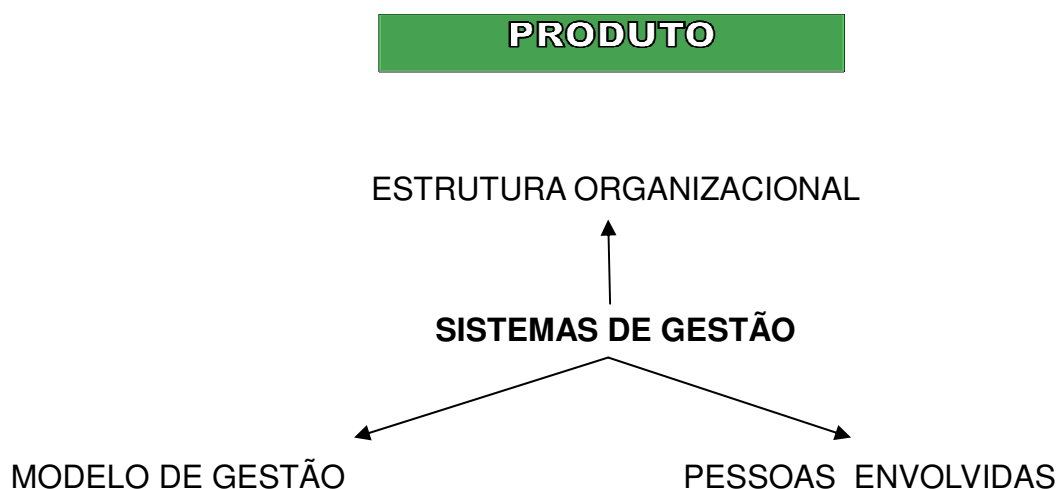 PRODUTO
ESTRUTURA ORGANIZACIONAL
SISTEMAS DE GESTÃO
MODELO DE GESTÃO
PESSOAS ENVOLVIDAS